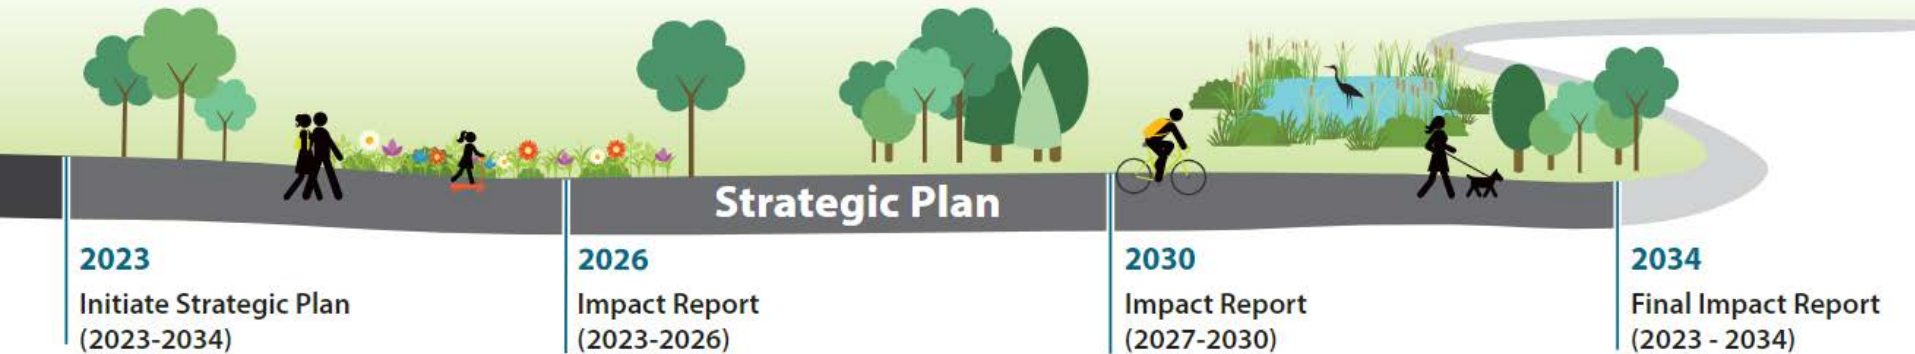 Strategic Plan
2023
Initiate Strategic Plan
(2023-2034)
2026
Impact Report
(2023-2026)
2030
Impact Report
(2027-2030)
2034
Final Impact Report
(2023 - 2034)